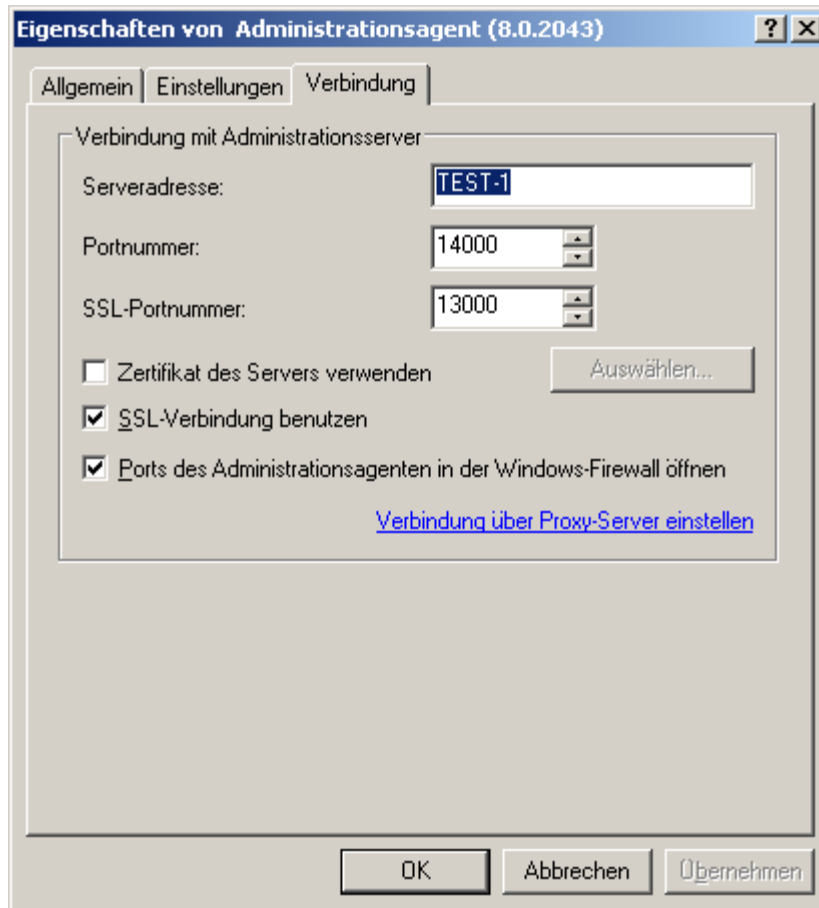 Eigenschaften von Administrationsagent (8.0.2043)
Allgemein Einstellungen Verbindung
Verbindung mit Administrationsserver
Serveradresse: TEST-1
Portnummer: 14000
SSL-Portnummer: 13000
Zertifikat des Servers verwenden Auswählen...
SSL-Verbindung benutzen
Ports des Administrationsagenten in der Windows-Firewall öffnen
Verbindung über Proxy-Server einstellen
OK Abbrechen Übernehmen